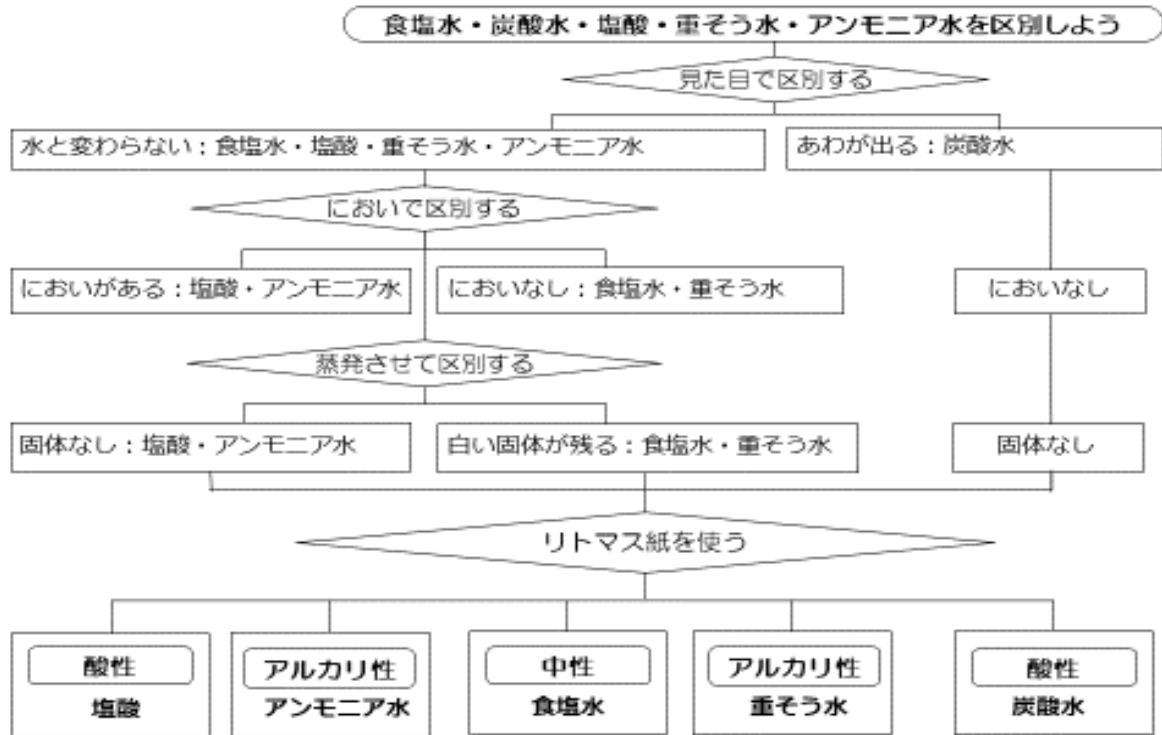 食塩水・炭酸水・塩酸・重そう水・アンモニア水を区別しよう
見た目で区別する
水と変わらない：食塩水・塩酸・重そう水・アンモニア水
あわが出る：炭酸水
においで区別する
においがある：塩酸・アンモニア水
においなし：食塩水・重そう水
においなし
蒸発させて区別する
固体なし：塩酸・アンモニア水
白い固体が残る：食塩水・重そう水
固体なし
リトマス紙を使う
酸性
塩酸
アルカリ性
アンモニア水
中性
食塩水
アルカリ性
重そう水
酸性
炭酸水